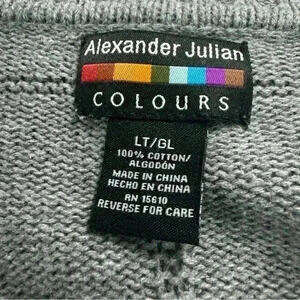 Alexander Julian
COLOURS
LT/GL
100% COTTON/
ALGODÓN
MADE IN CHINA
HECHO EN CHINA
RN 15610
REVERSE FOR CARE